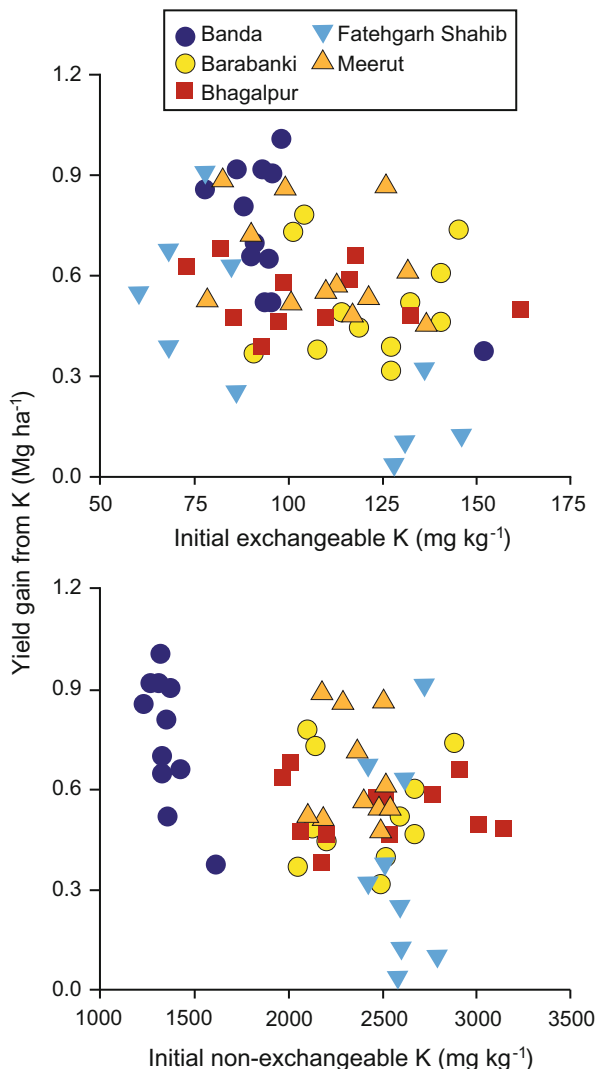 Banda
Fatehgarh Shahib
Barabanki
Meerut
Bhagalpur
1.2
0.9
0.6
0.3
0.0
50
75
100
125
150
175
Initial exchangeable K (mg kg⁻¹)
Yield gain from K (Mg ha⁻¹)
1.2
0.9
0.6
0.3
0.0
1000
1500
2000
2500
3000
3500
Initial non-exchangeable K (mg kg⁻¹)